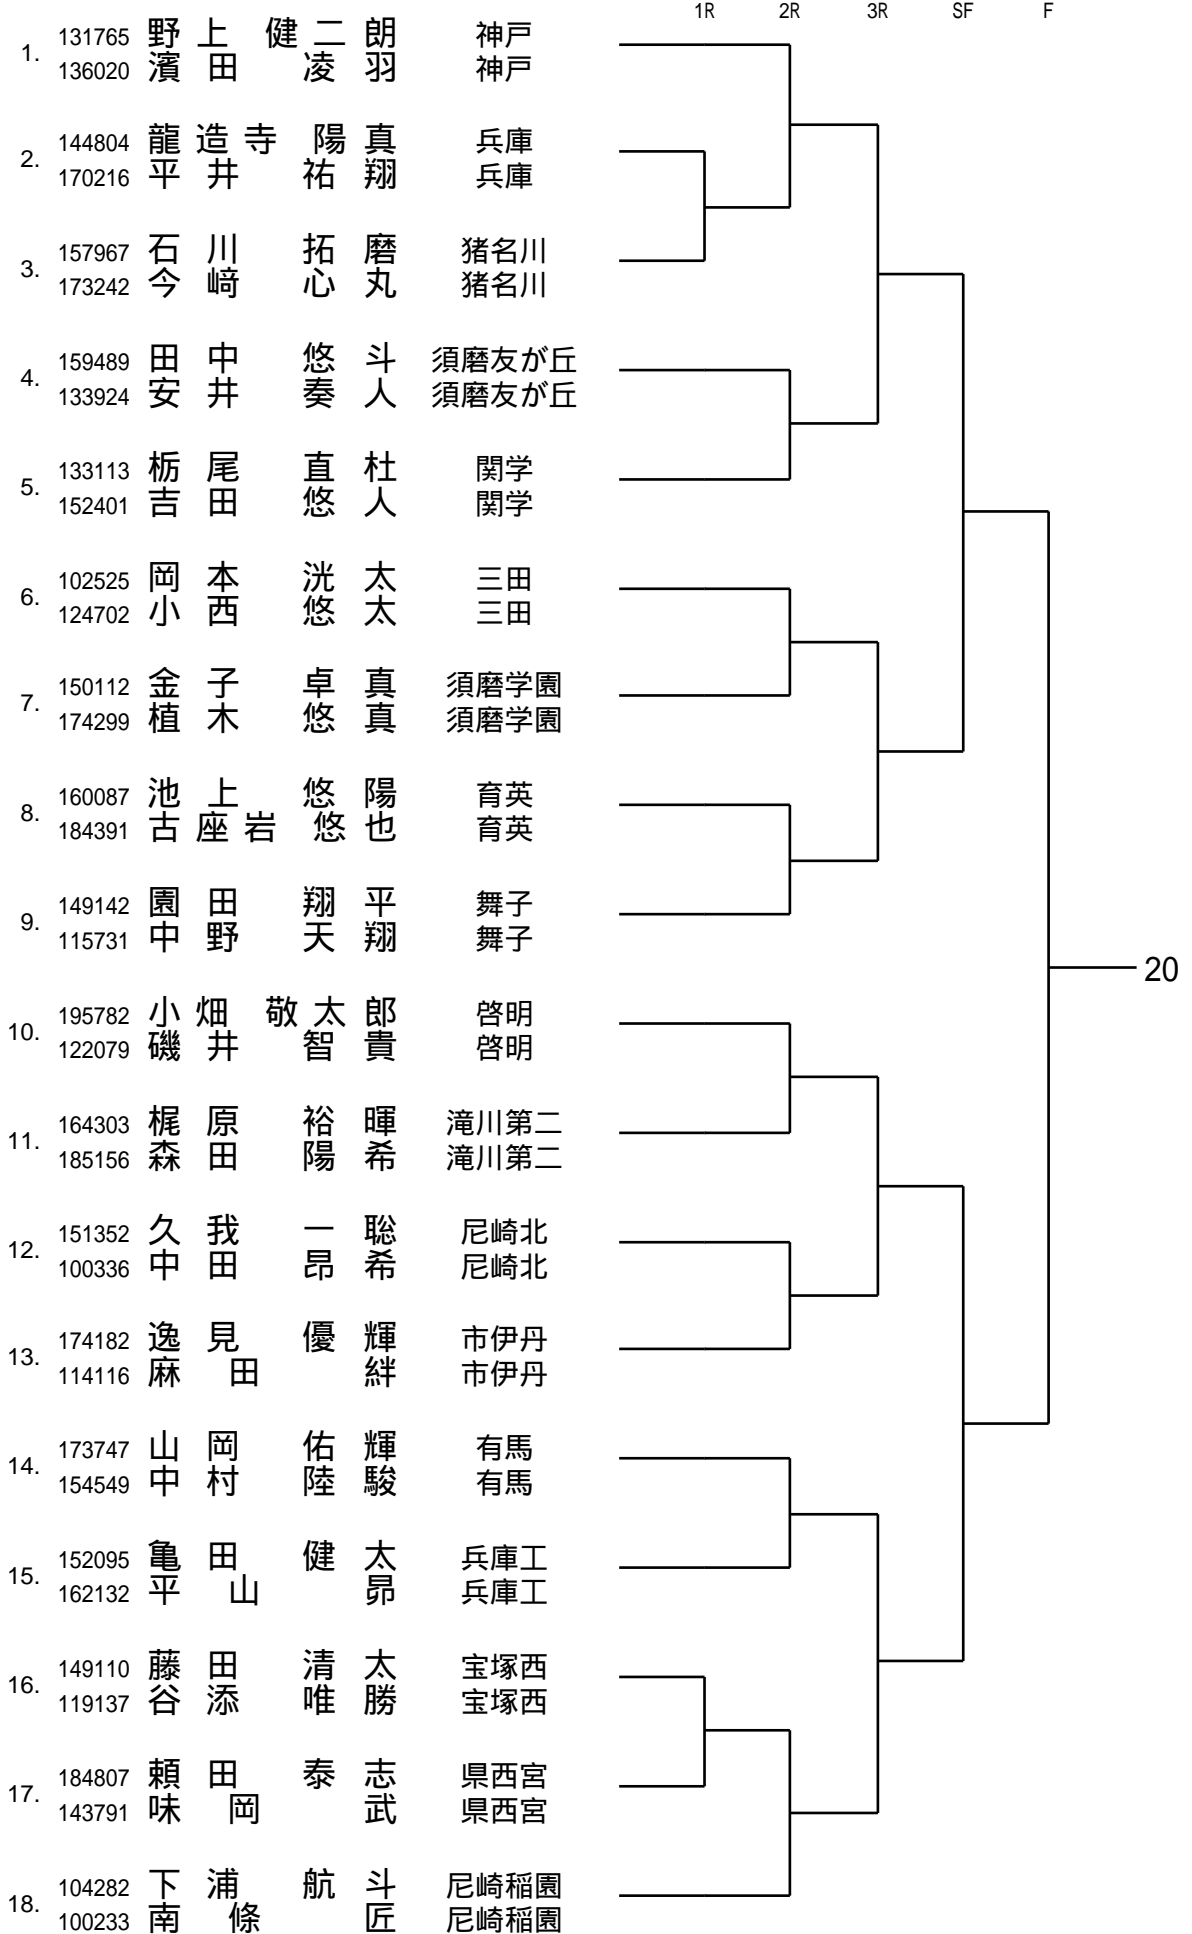 1R 2R 3R SF F
1. 131765 野上 健二朗 神戸
136020 濱田 凌羽 神戸
2. 144804 龍造寺 陽真 兵庫
170216 平井 祐翔 兵庫
3. 157967 石川 拓磨 猪名川
173242 今﨑 心丸 猪名川
4. 159489 田中 悠斗 須磨友が丘
133924 安井 奏人 須磨友が丘
5. 133113 栃尾 直杜 関学
152401 吉田 悠人 関学
6. 102525 岡本 洸太 三田
124702 小西 悠太 三田
7. 150112 金子 卓真 須磨学園
174299 植木 悠真 須磨学園
8. 160087 池上 悠陽 育英
184391 古座岩 悠也 育英
9. 149142 園田 翔平 舞子
115731 中野 天翔 舞子
20
10. 195782 小畑 敬太郎 啓明
122079 磯井 智貴 啓明
11. 164303 梶原 裕暉 滝川第二
185156 森田 陽希 滝川第二
12. 151352 久我 一聡 尼崎北
100336 中田 昂希 尼崎北
13. 174182 逸見 優輝 市伊丹
114116 麻田 絆 市伊丹
14. 173747 山岡 佑輝 有馬
154549 中村 陸駿 有馬
15. 152095 亀田 健太 兵庫工
162132 平山 昴 兵庫工
16. 149110 藤田 清太 宝塚西
119137 谷添 唯勝 宝塚西
17. 184807 頼田 泰志 県西宮
143791 味岡 武 県西宮
18. 104282 下浦 航斗 尼崎稲園
100233 南條 匠 尼崎稲園